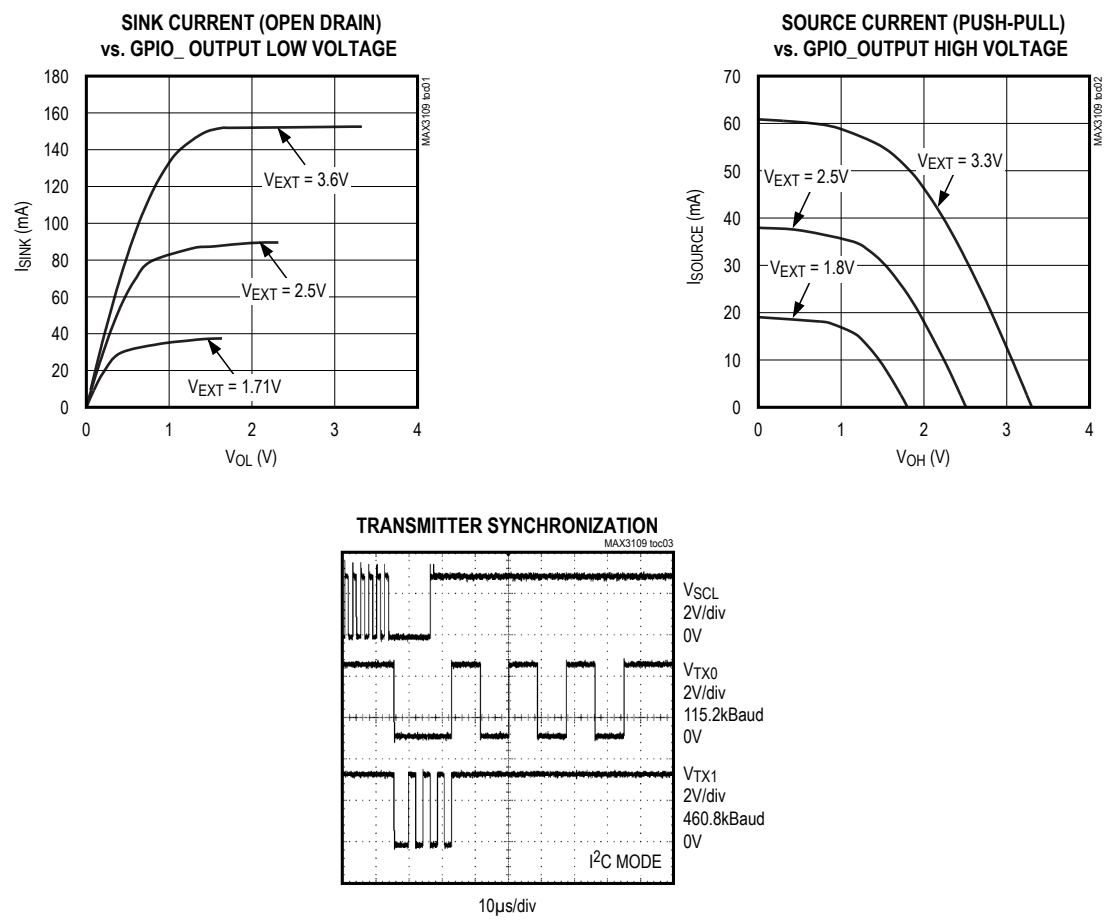 SINK CURRENT (OPEN DRAIN)
vs. GPIO_ OUTPUT LOW VOLTAGE
MAX3109 toc01
180
160
140
120
100
80
60
40
20
0
ISINK (mA)
VEXT = 3.6V
VEXT = 2.5V
VEXT = 1.71V
0 1 2 3 4
VOL (V)
SOURCE CURRENT (PUSH-PULL)
vs. GPIO_OUTPUT HIGH VOLTAGE
MAX3109 toc02
70
60
50
40
30
20
10
0
ISOURCE (mA)
VEXT = 3.3V
VEXT = 2.5V
VEXT = 1.8V
0 1 2 3 4
VOH (V)
TRANSMITTER SYNCHRONIZATION
MAX3109 toc03
VSCL
2V/div
0V
VTX0
2V/div
115.2kBaud
0V
VTX1
2V/div
460.8kBaud
0V
I2C MODE
10µs/div